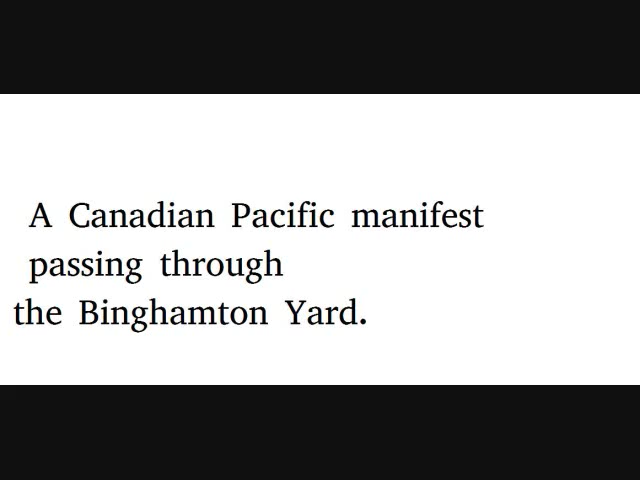 A Canadian Pacific manifest
passing through
the Binghamton Yard.